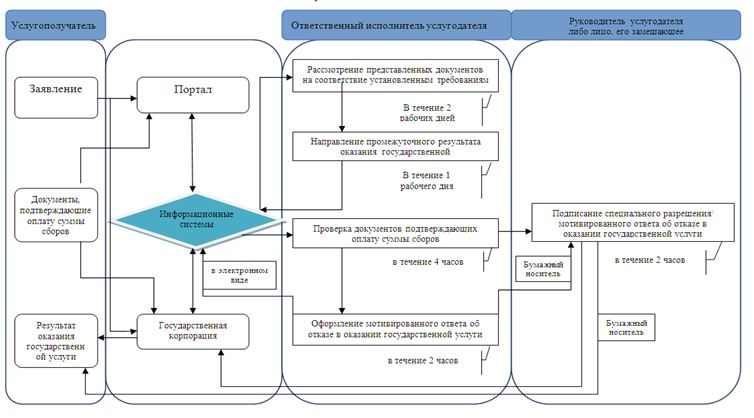 Услугополучатель
Ответственный исполнитель услугодателя
Руководитель услугодателя
либо лицо, его замещающее
Заявление
Портал
Рассмотрение представленных документов
на соответствие установленным требованиям
В течение 2
рабочих дней
Направление промежуточного результата
оказания государственной
В течение 1
рабочего дня
Документы,
подтверждающие
оплату суммы
сборов
Информационные
системы
Проверка документов подтверждающих
оплату суммы сборов
в течение 4 часов
Подписание специального разрешения/
мотивированного ответа об отказе в
оказании государственной услуги
в течение 2 часов
в электронном
виде
Бумажный
носитель
Результат
оказания
государственн
ой услуги
Государственная
корпорация
Оформление мотивированного ответа об
отказе в оказании государственной услуги
в течение 2 часов
Бумажный
носитель